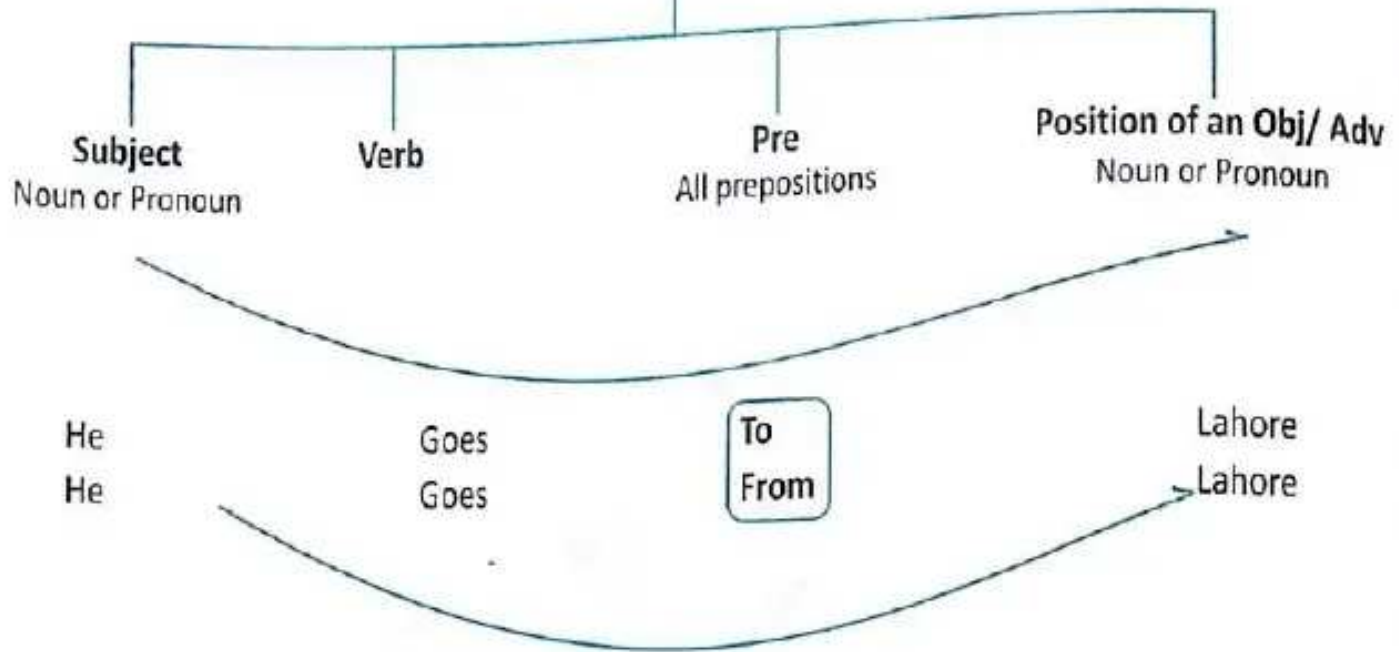 Subject Verb Pre Position of an Obj/ Adv
Noun or Pronoun All prepositions Noun or Pronoun
He Goes To Lahore
He Goes From Lahore